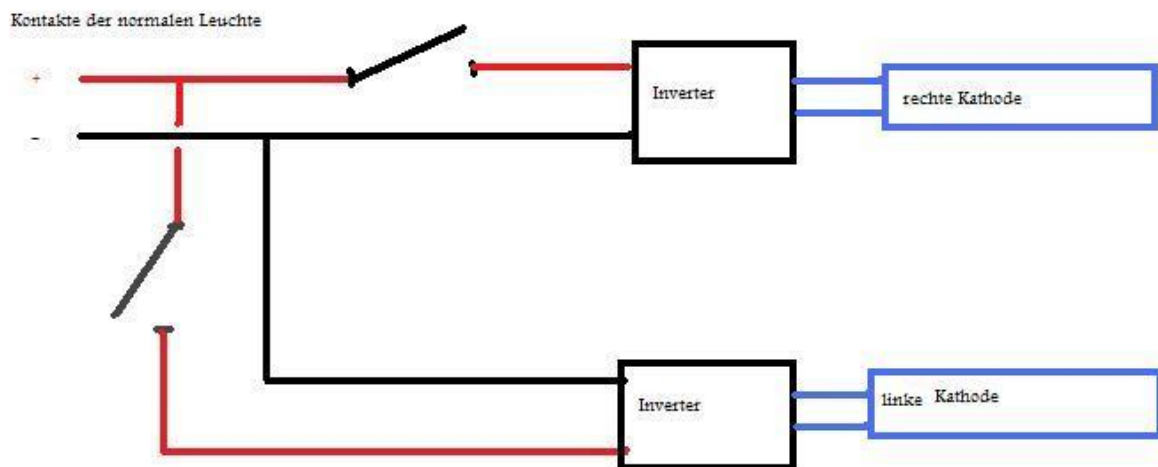 Kontakte der normalen Leuchte
+
-
Inverter
rechte Kathode
Inverter
linke Kathode